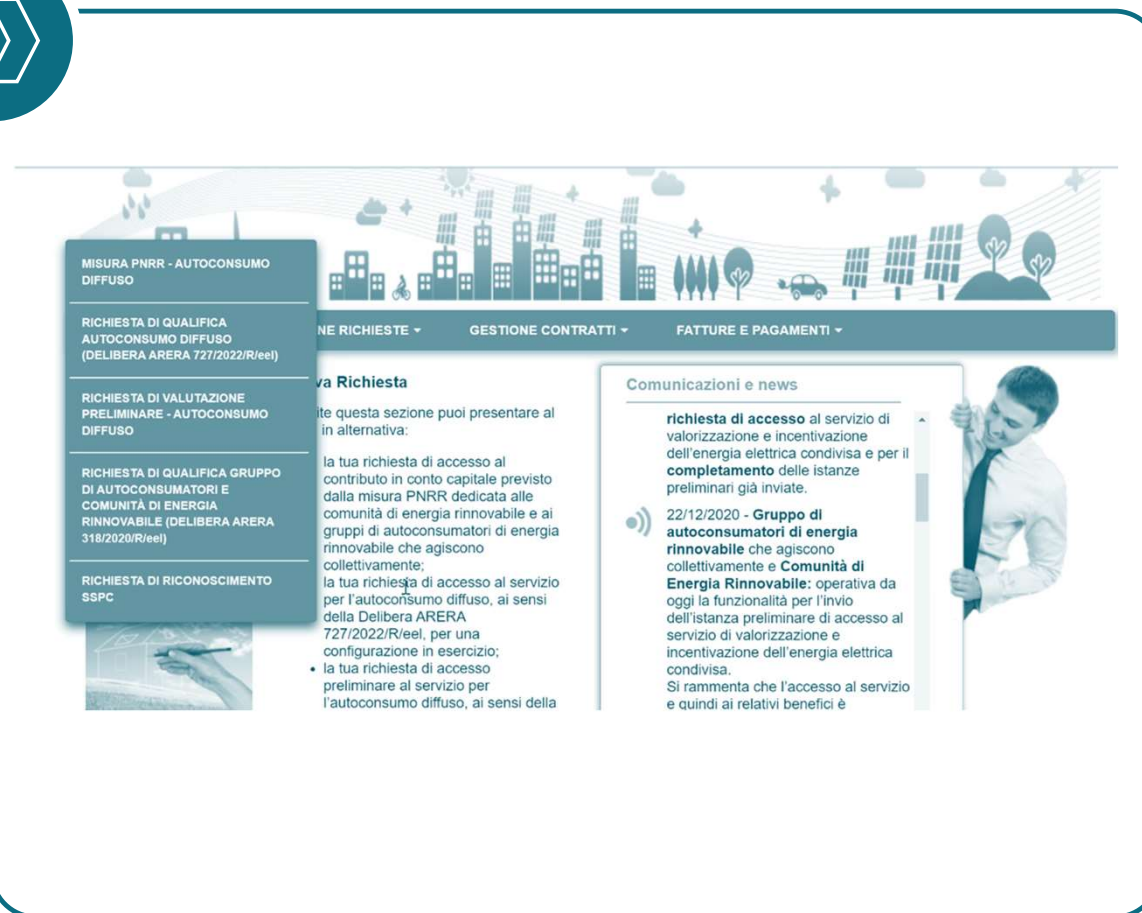 MISURA PNRR - AUTOCONSUMO
DIFFUSO
RICHIESTA DI QUALIFICA
AUTOCONSUMO DIFFUSO
(DELIBERA ARERA 727/2022/R/eel)
RICHIESTA DI VALUTAZIONE
PRELIMINARE - AUTOCONSUMO
DIFFUSO
RICHIESTA DI QUALIFICA GRUPPO
DI AUTOCONSUMATORI E
COMUNITÀ DI ENERGIA
RINNOVABILE (DELIBERA ARERA
318/2020/R/eel)
RICHIESTA DI RICONOSCIMENTO
SSPC
NE RICHIESTE
GESTIONE CONTRATTI
FATTURE E PAGAMENTI
va Richiesta
ite questa sezione puoi presentare al
in alternativa:
la tua richiesta di accesso al
contributo in conto capitale previsto
dalla misura PNRR dedicata alle
comunità di energia rinnovabile e ai
gruppi di autoconsumatori di energia
rinnovabile che agiscono
collettivamente;
la tua richiesta di accesso al servizio
per l'autoconsumo diffuso, ai sensi
della Delibera ARERA
727/2022/R/eel, per una
configurazione in esercizio;
• la tua richiesta di accesso
preliminare al servizio per
l'autoconsumo diffuso, ai sensi della
Comunicazioni e news
richiesta di accesso al servizio di
valorizzazione e incentivazione
dell'energia elettrica condivisa e per il
completamento delle istanze
preliminari già inviate.
22/12/2020 - Gruppo di
autoconsumatori di energia
rinnovabile che agiscono
collettivamente e Comunità di
Energia Rinnovabile: operativa da
oggi la funzionalità per l'invio
dell'istanza preliminare di accesso al
servizio di valorizzazione e
incentivazione dell'energia elettrica
condivisa.
Si rammenta che l'accesso al servizio
e quindi ai relativi benefici è